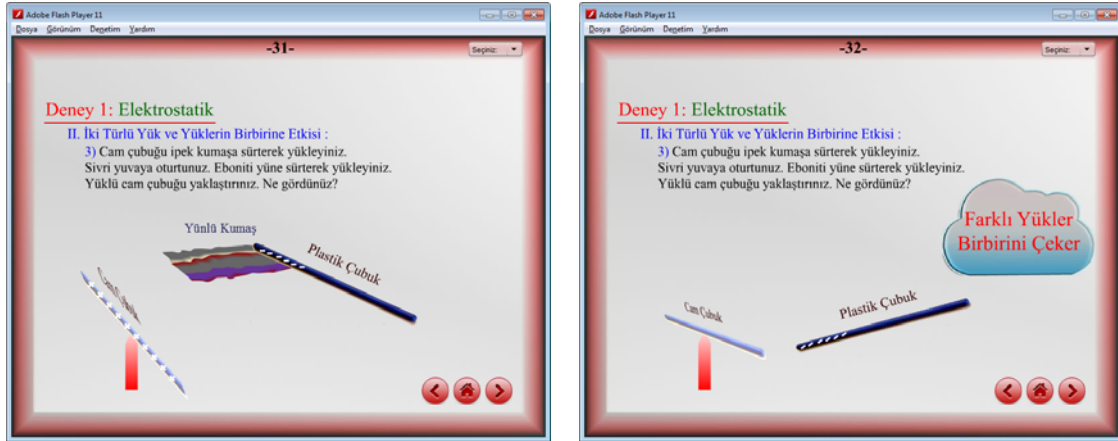 Adobe Flash Player 11
Dosya Görünüm Denetim Yardım
-31-
Seçiniz:
Deney 1: Elektrostatik
II. İki Türlü Yük ve Yüklerin Birbirine Etkisi :
3) Cam çubuğu ipek kumaşa sürterek yükleyiniz.
Sivri yuvaya oturtunuz. Eboniti yüne sürterek yükleyiniz.
Yüklü cam çubuğu yaklaştırınız. Ne gördünüz?
Yünlü Kumaş
Plastik Çubuk
Adobe Flash Player 11
Dosya Görünüm Denetim Yardım
-32-
Seçiniz:
Deney 1: Elektrostatik
II. İki Türlü Yük ve Yüklerin Birbirine Etkisi :
3) Cam çubuğu ipek kumaşa sürterek yükleyiniz.
Sivri yuvaya oturtunuz. Eboniti yüne sürterek yükleyiniz.
Yüklü cam çubuğu yaklaştırınız. Ne gördünüz?
Farklı Yükler
Birbirini Çeker
Cam Çubuk
Plastik Çubuk